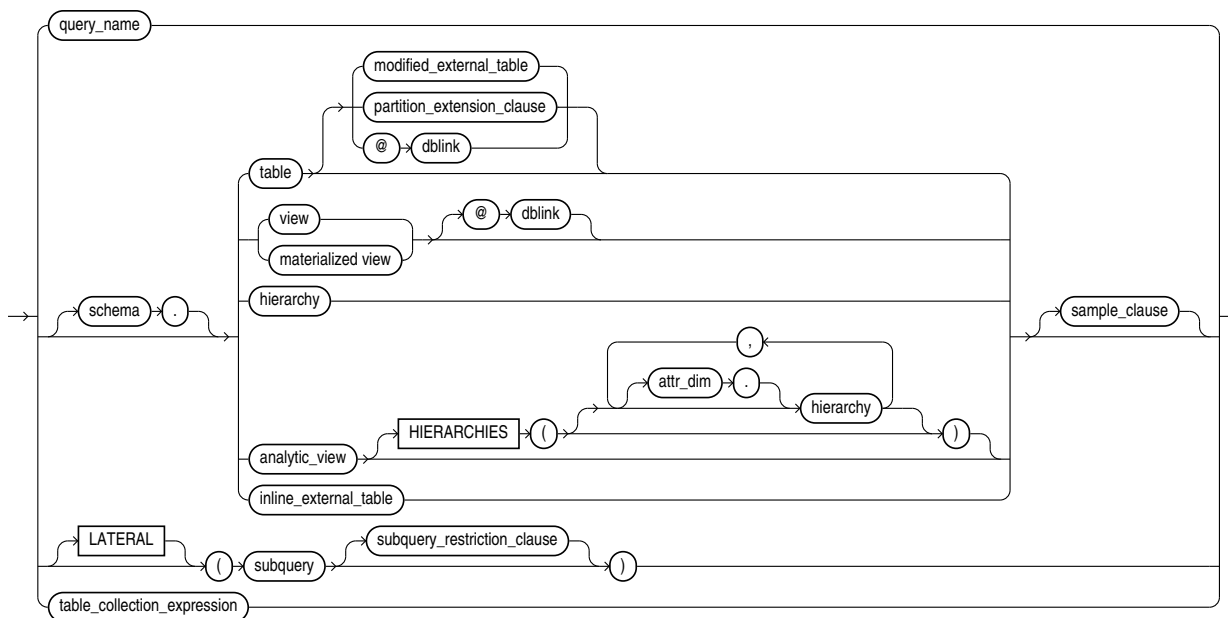 query_name
modified_external_table
partition_extension_clause
@ dblink
table
view
@ dblink
materialized view
hierarchy
schema .
sample_clause
,
attr_dim .
hierarchy
HIERARCHIES ( )
analytic_view
inline_external_table
LATERAL
subquery_restriction_clause
( subquery )
table_collection_expression